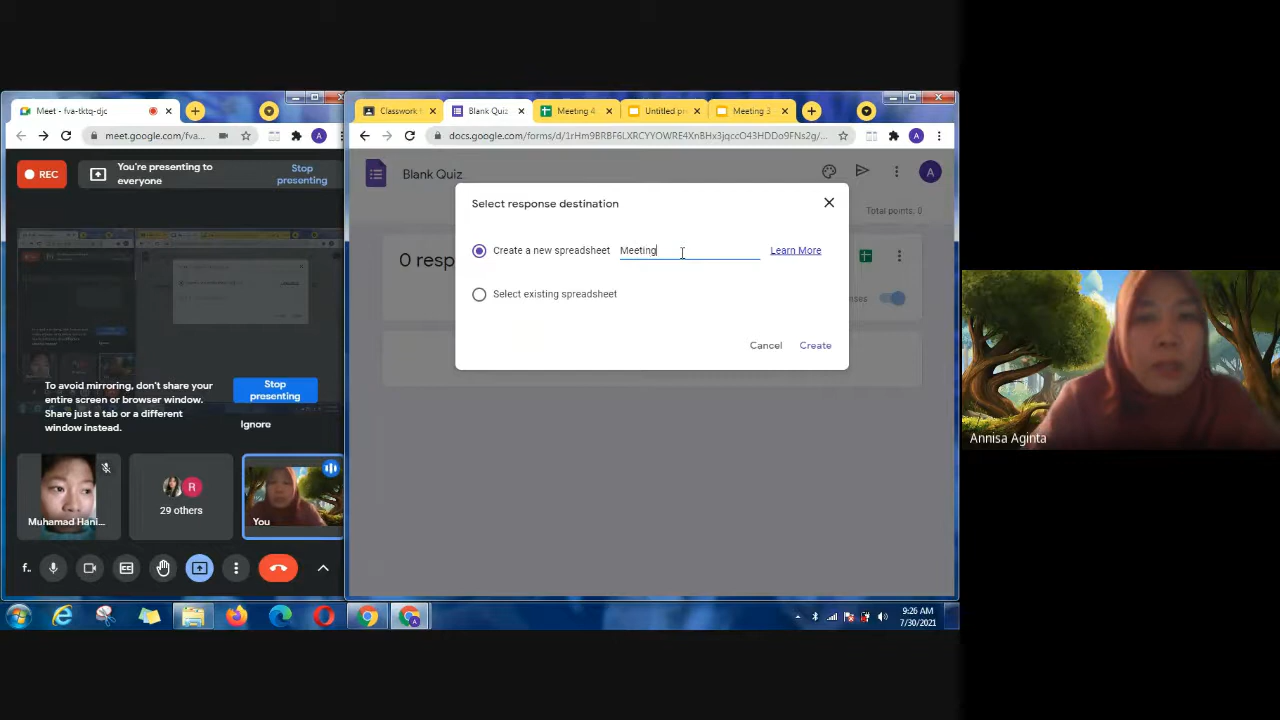 Meet - fva-tktq-djc
meet.google.com/fva...
REC
You're presenting to
everyone
Stop
presenting
To avoid mirroring, don't share your
entire screen or browser window.
Share just a tab or a different
window instead.
Stop
presenting
Ignore
Muhamad Hani...
R
29 others
You
f..
Classwork
Blank Quiz
Meeting 4
Untitled pr
Meeting 3
A
docs.google.com/forms/d/1rHm9BRBF6LXRCYYOWRE4XnBHx3jqccO43HDDo9FNs2g/...
A
Blank Quiz
A
Total points: 0
0 resp
nses
Select response destination
Create a new spreadsheet
Meeting
Learn More
Select existing spreadsheet
Cancel
Create
Annisa Aginta
9:26 AM
7/30/2021